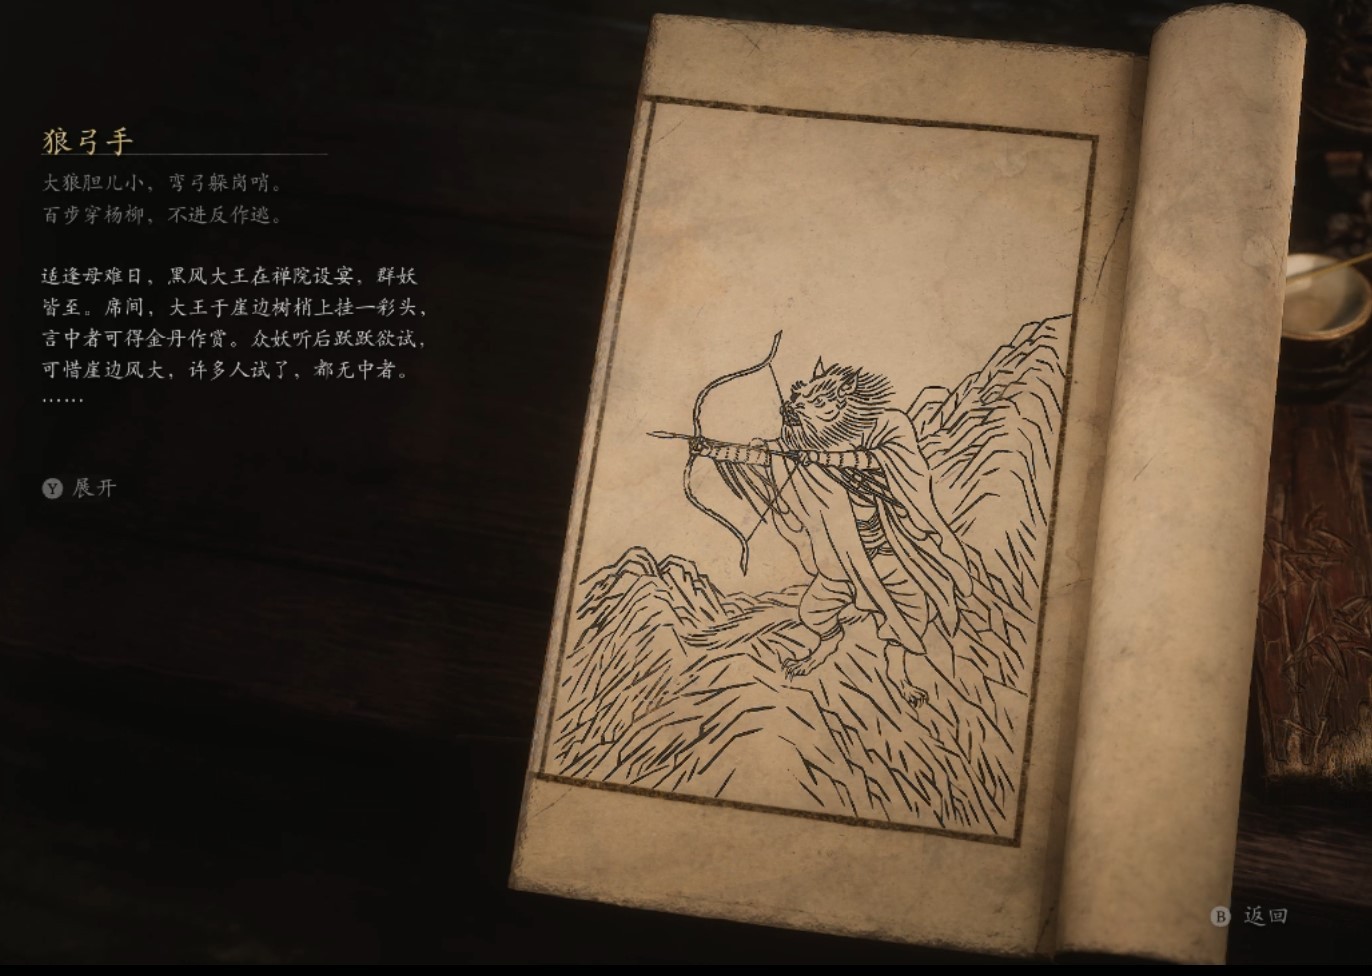 狼弓手
大狼胆儿小，弯弓躲岗哨。
百步穿杨柳，不进反作逃。
适逢母难日，黑风大王在禅院设宴，群妖
皆至。席间，大王于崖边树梢上挂一彩头，
言中者可得金丹作赏。众妖听后跃跃欲试，
可惜崖边风大，许多人试了，都无中者。
……
Y 展开
B 返回